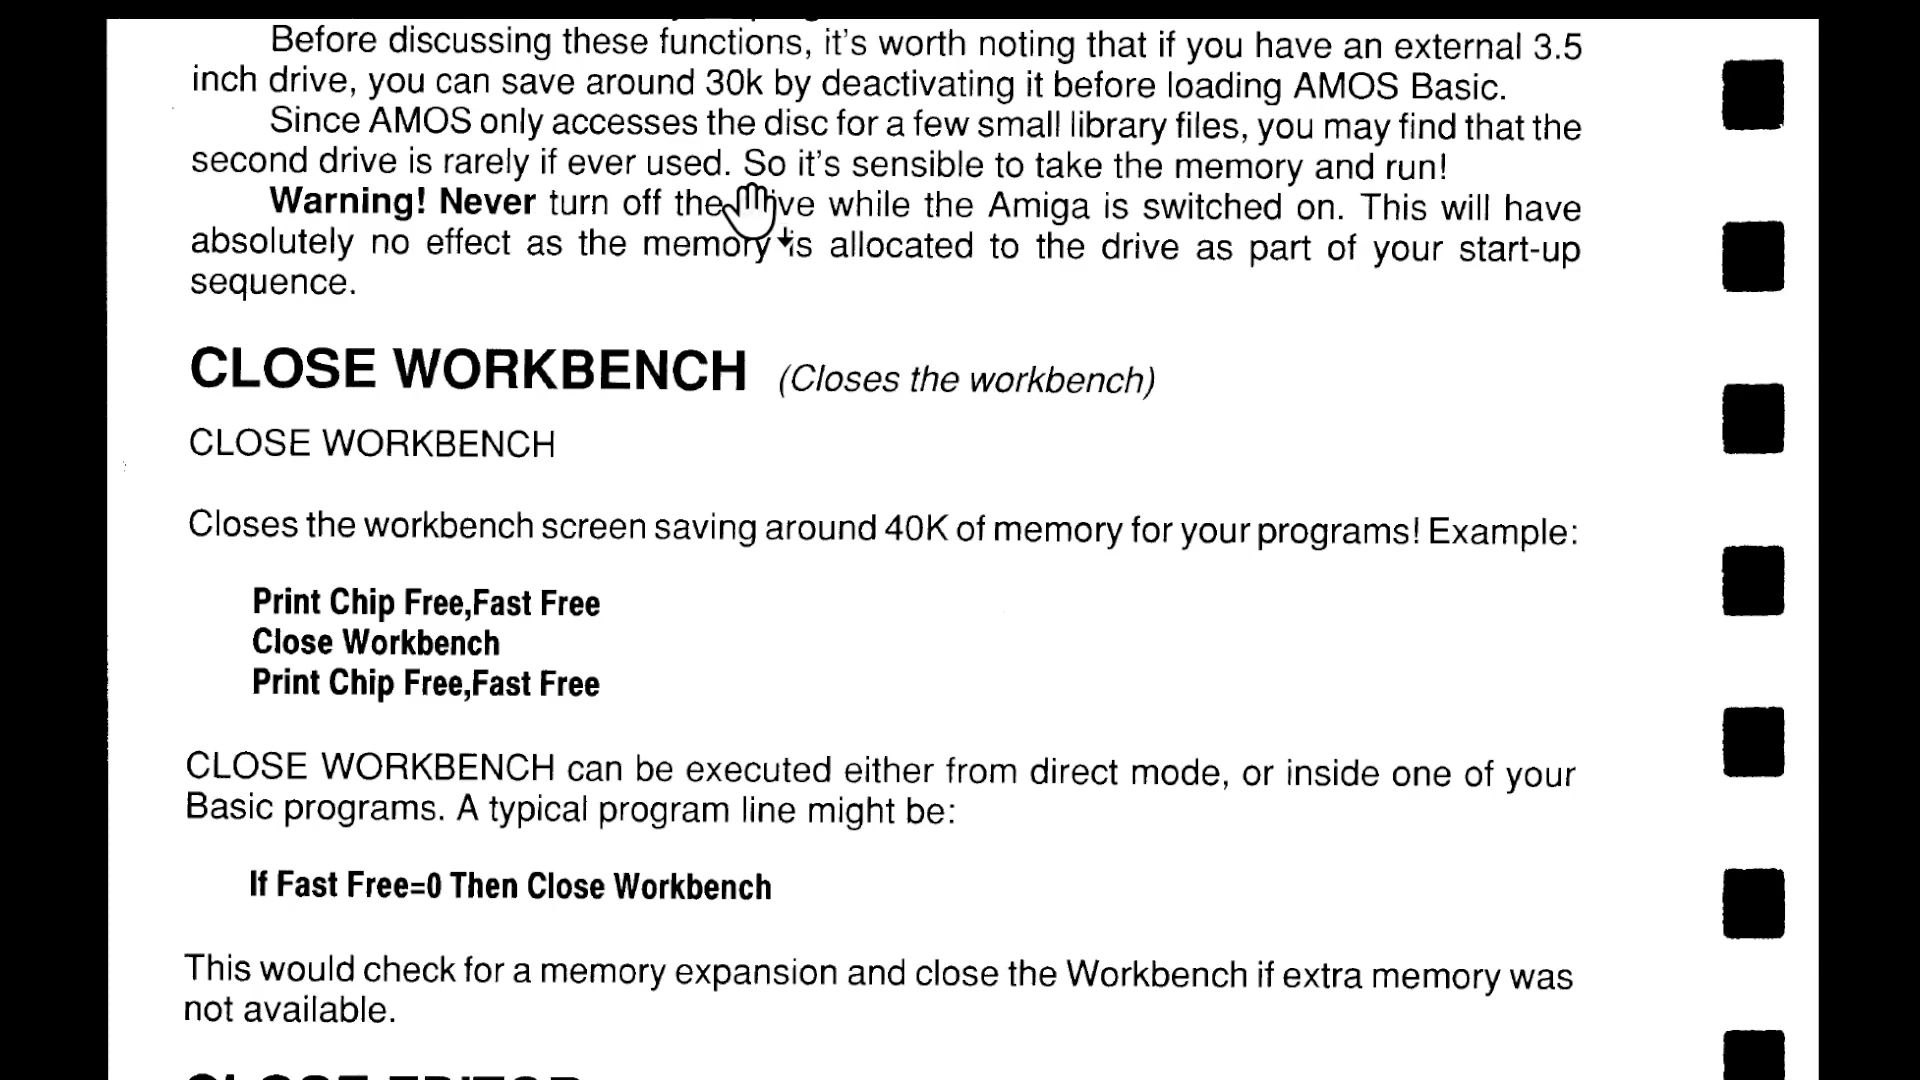 Before discussing these functions, it's worth noting that if you have an external 3.5
inch drive, you can save around 30k by deactivating it before loading AMOS Basic.
Since AMOS only accesses the disc for a few small library files, you may find that the
second drive is rarely if ever used. So it's sensible to take the memory and run!
Warning! Never turn off the drive while the Amiga is switched on. This will have
absolutely no effect as the memory is allocated to the drive as part of your start-up
sequence.
CLOSE WORKBENCH (Closes the workbench)
CLOSE WORKBENCH
Closes the workbench screen saving around 40K of memory for your programs! Example:
Print Chip Free,Fast Free
Close Workbench
Print Chip Free,Fast Free
CLOSE WORKBENCH can be executed either from direct mode, or inside one of your
Basic programs. A typical program line might be:
If Fast Free=0 Then Close Workbench
This would check for a memory expansion and close the Workbench if extra memory was
not available.
CLOSE EDITOR